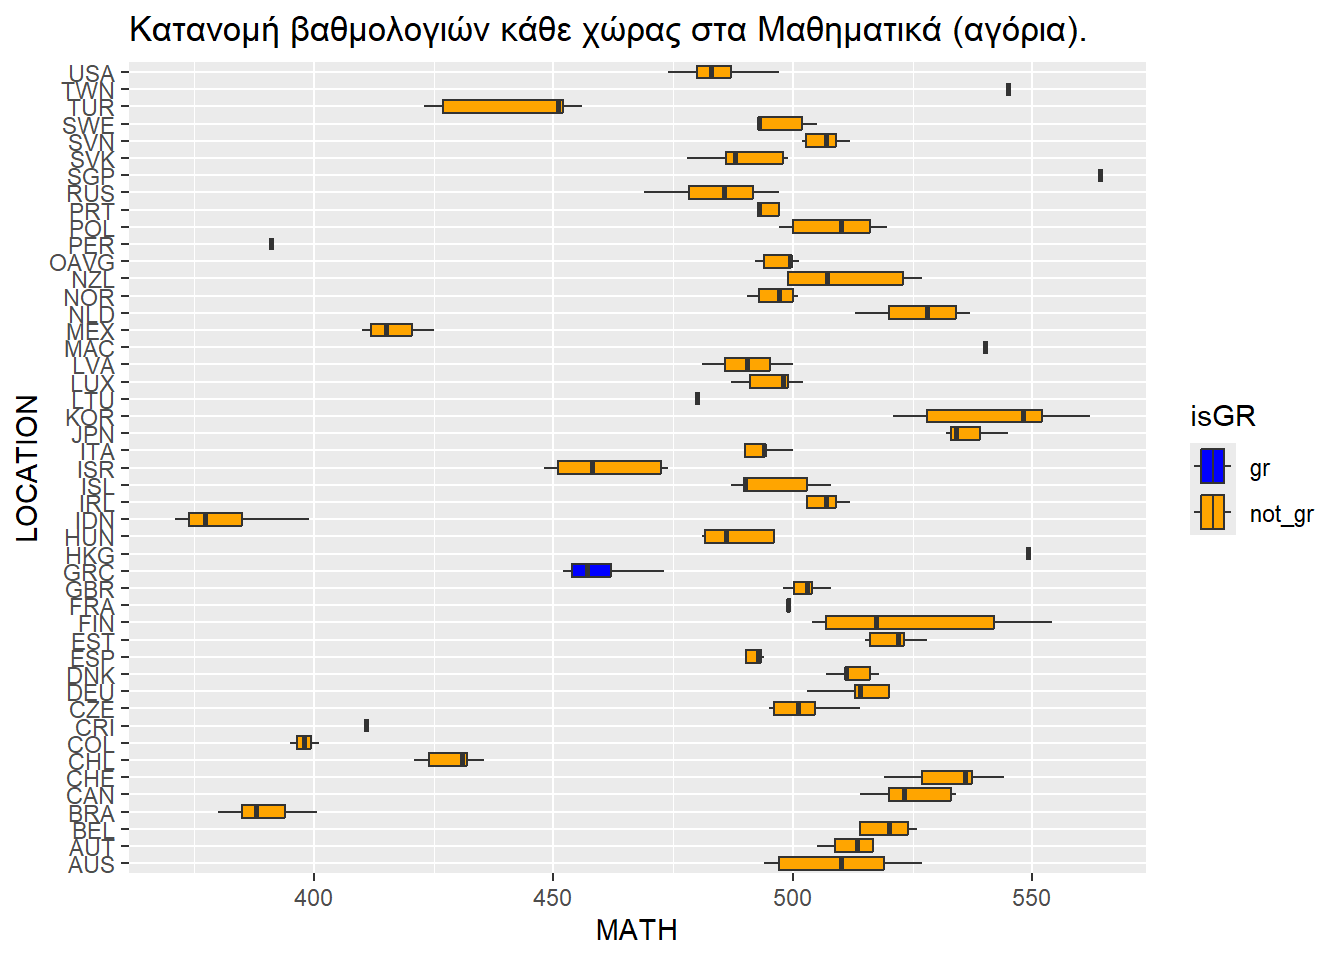 Κατανομή βαθμολογιών κάθε χώρας στα Μαθηματικά (αγόρια).
USA
TWN
TUR
SWE
SVN
SVK
SGP
RUS
PRT
POL
PER
OAVG
NZL
NOR
NLD
MEX
MAC
LVA
LUX
LTU
KOR
JPN
ITA
ISR
ISL
IRL
IDN
HUN
HKG
GRC
GBR
FRA
FIN
EST
ESP
DNK
DEU
CZE
CRI
COL
CHL
CHE
CAN
BRA
BEL
AUT
AUS
LOCATION
400 450 500 550
MATH
isGR
gr
not_gr